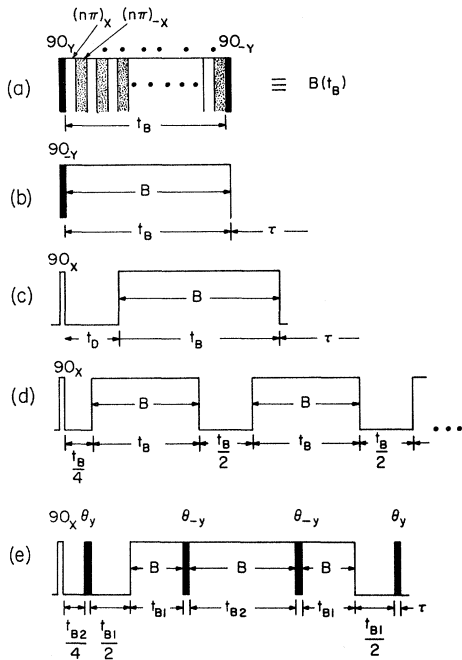 (nπ)X (nπ)-X
90Y • • • • • • 90-Y
(a) • • • • • ≡ B(tB)
tB
90-Y
(b) B
tB τ
90X
(c) B
tD tB τ
90X
(d) B B
tB/4 tB tB/2 tB tB/2 • • •
90X θy θ-y θ-y θy
(e) B B B
tB1 tB2 tB1 τ
tB2/4 tB1/2 tB1/2